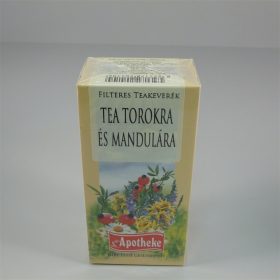 FILTERES TEAKEVERÉK
TEA TOROKRA
ÉS MANDULÁRA
Apotheke